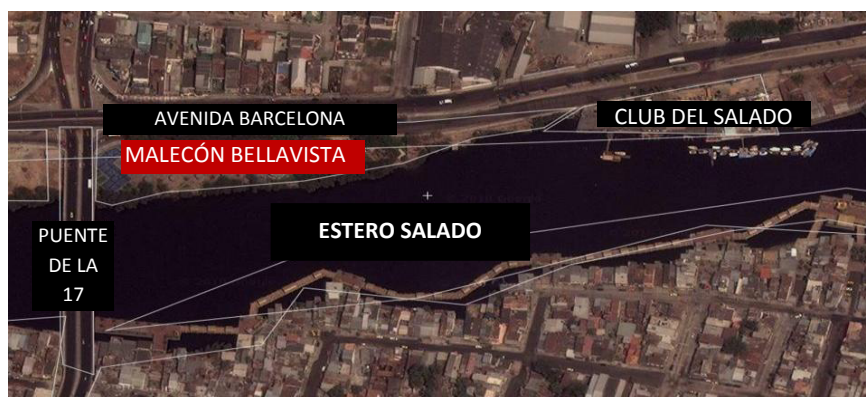 AVENIDA BARCELONA
CLUB DEL SALADO
MALECÓN BELLAVISTA
ESTERO SALADO
PUENTE
DE LA
17